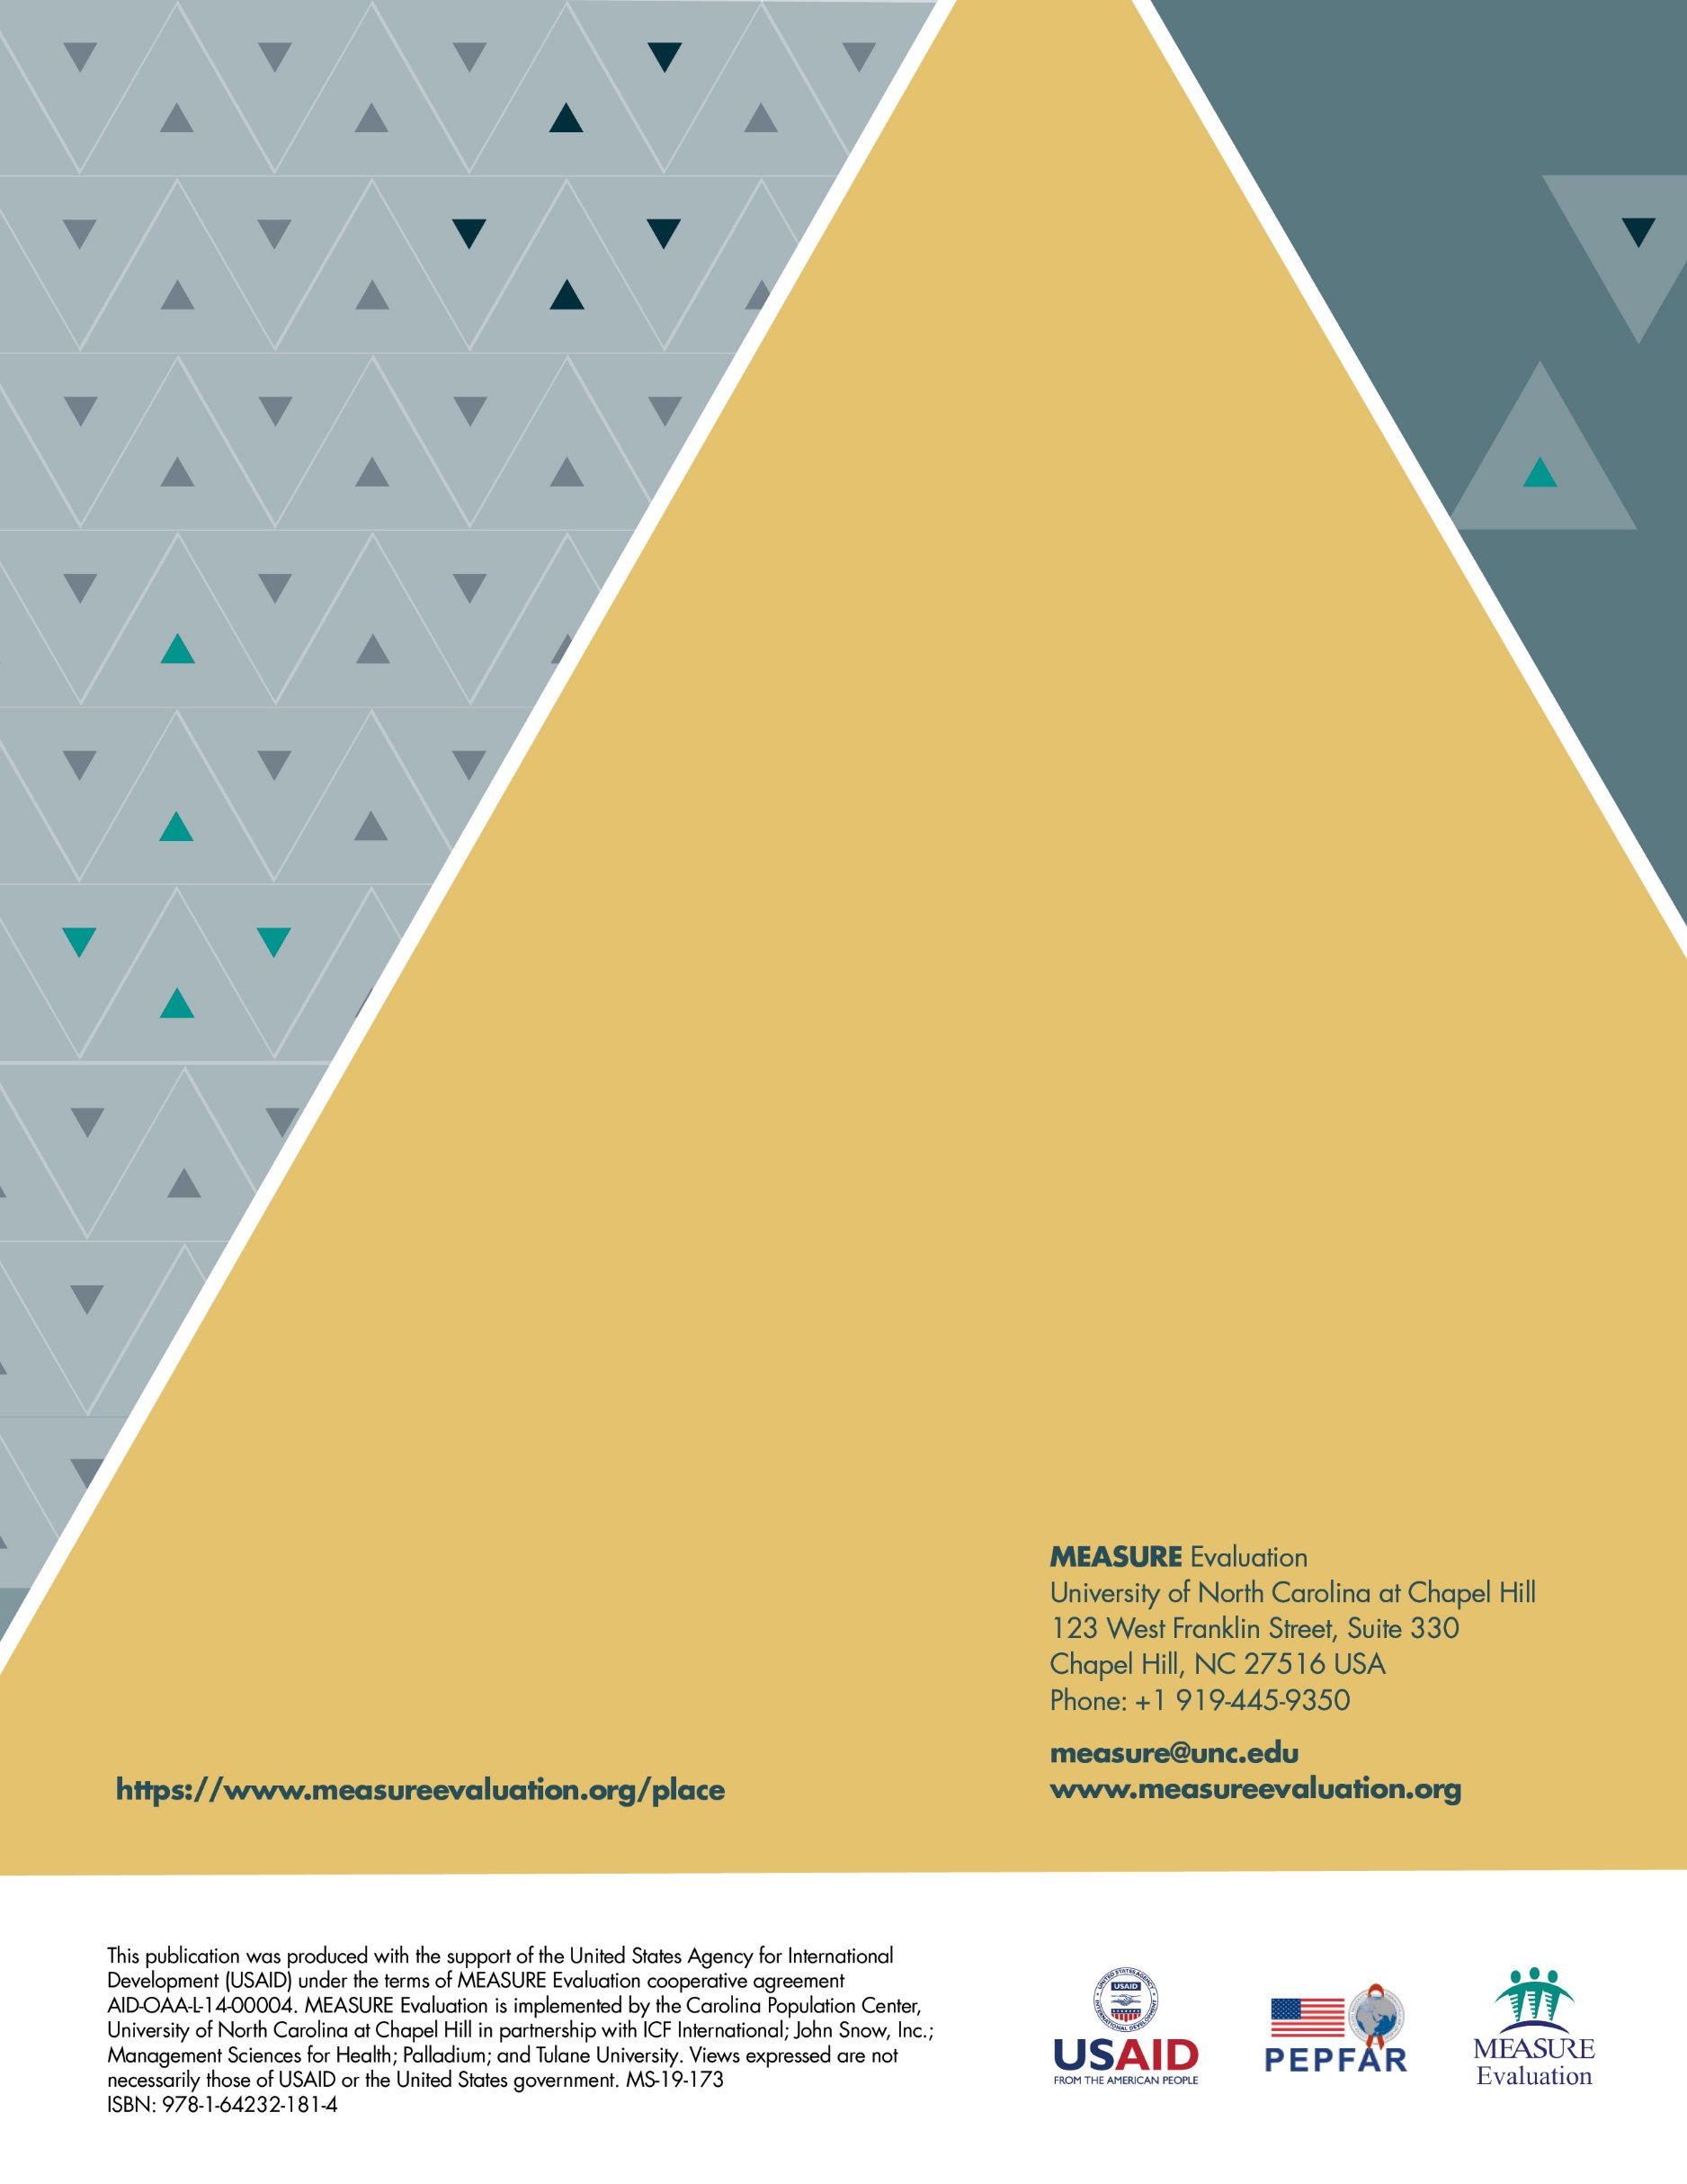 MEASURE Evaluation
University of North Carolina at Chapel Hill
123 West Franklin Street, Suite 330
Chapel Hill, NC 27516 USA
Phone: +1 919-445-9350
measure@unc.edu
www.measureevaluation.org
https://www.measureevaluation.org/place
This publication was produced with the support of the United States Agency for International
Development (USAID) under the terms of MEASURE Evaluation cooperative agreement
AID-OAA-L-14-00004. MEASURE Evaluation is implemented by the Carolina Population Center,
University of North Carolina at Chapel Hill in partnership with ICF International; John Snow, Inc.;
Management Sciences for Health; Palladium; and Tulane University. Views expressed are not
necessarily those of USAID or the United States government. MS-19-173
ISBN: 978-1-64232-181-4
UNITED STATES AGENCY
INTERNATIONAL DEVELOPMENT
USAID
USAID
FROM THE AMERICAN PEOPLE
PEPFAR
MEASURE
Evaluation